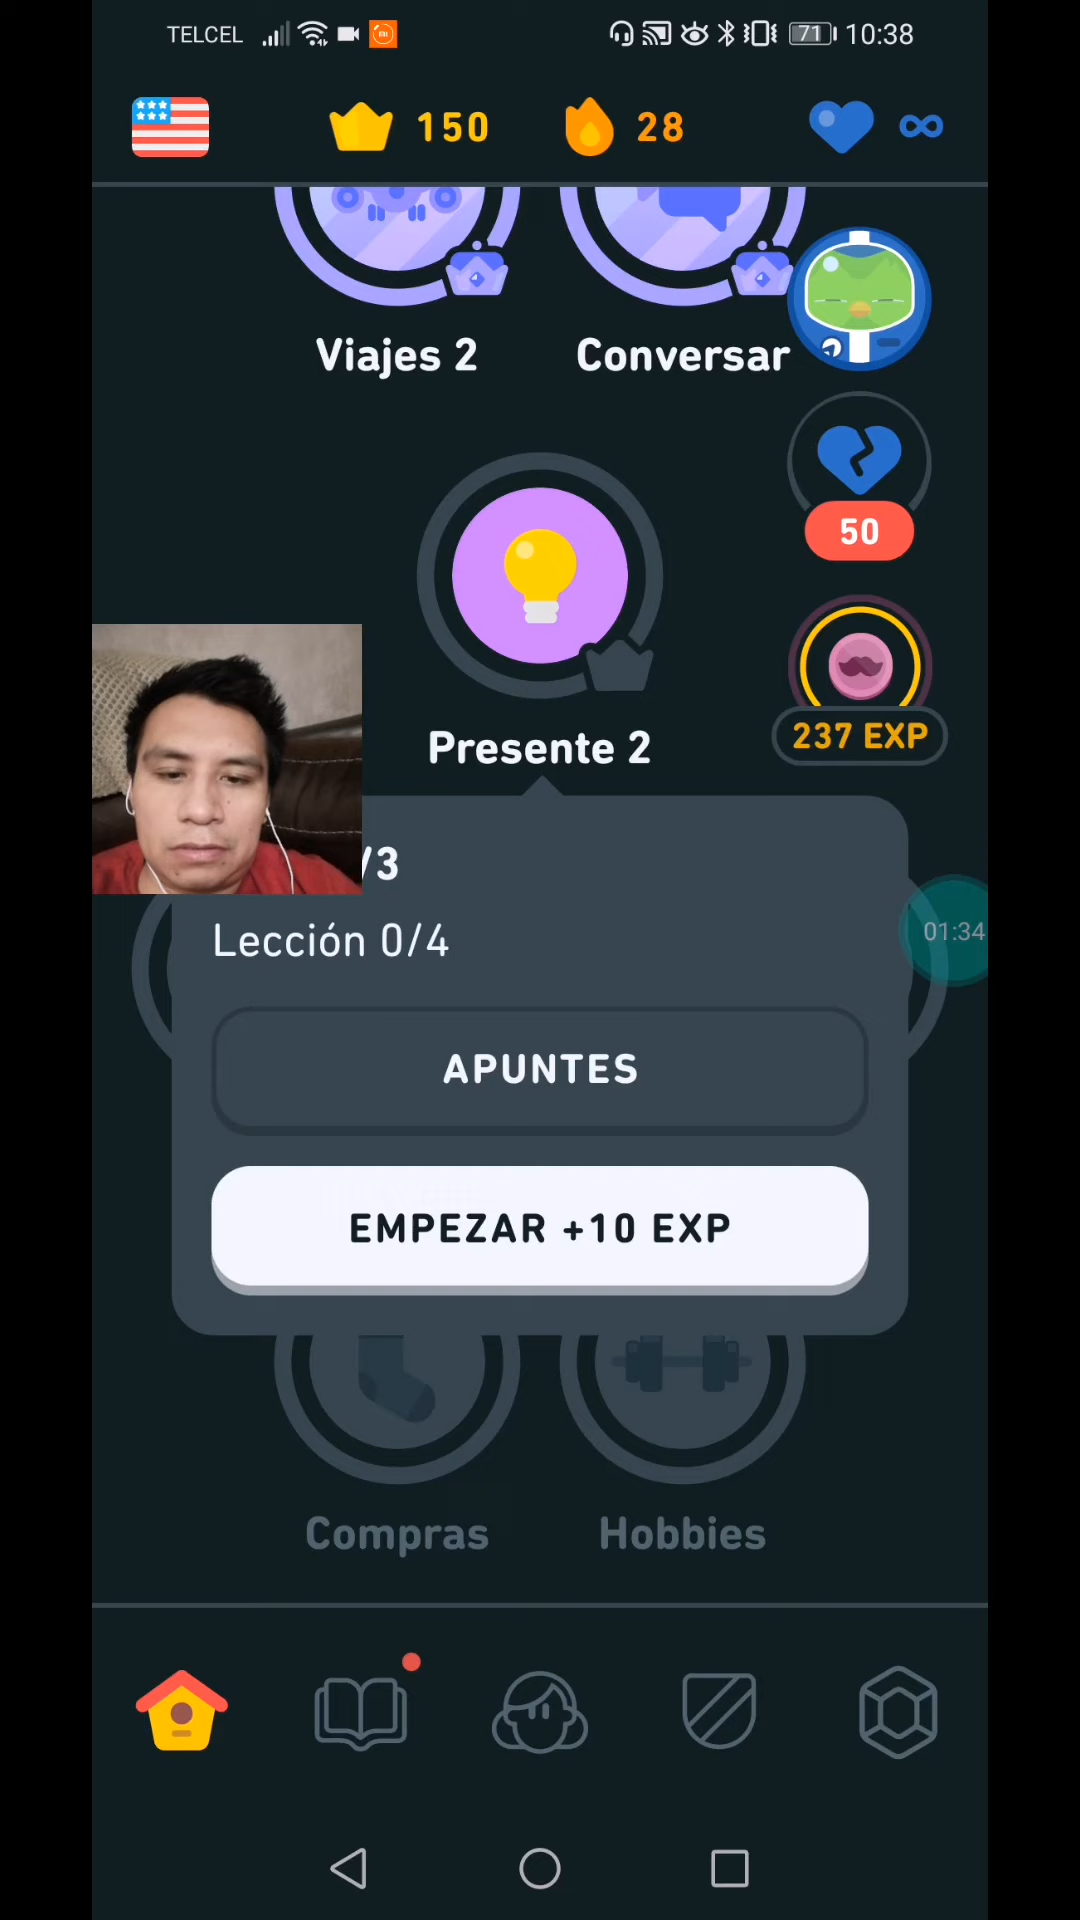 TELCEL 71 10:38
150 28 ∞
Viajes 2 Conversar
50
Presente 2
237 EXP
/3
Lección 0/4
01:34
APUNTES
EMPEZAR +10 EXP
Compras Hobbies